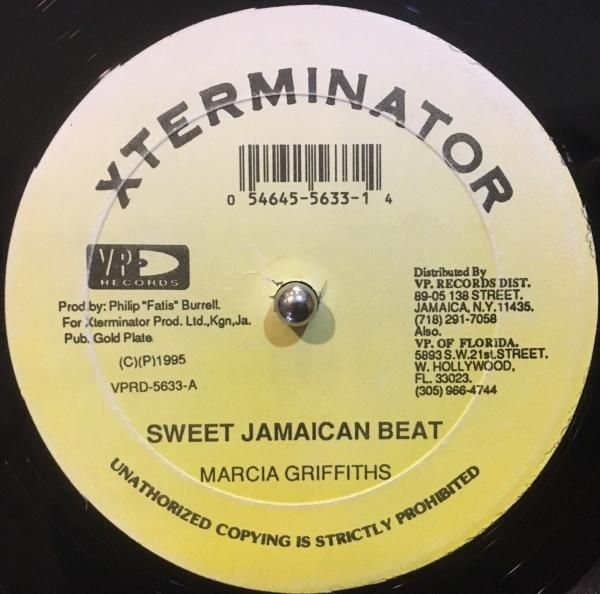 XTERMINATOR
0 54645-5633-1 4
VP
RECORDS
Prod.by: Philip "Fatis" Burrell.
For Xterminator Prod. Ltd.,Kgn,Ja.
Pub. Gold Plate
(C)(P)1995
VPRD-5633-A
Distributed By
VP. RECORDS DIST.
89-05 138 STREET.
JAMAICA, N.Y. 11435.
(718) 291-7058
Also.
VP. OF FLORIDA.
5893 S.W.21st.STREET.
W. HOLLYWOOD,
FL. 33023.
(305) 966-4744
SWEET JAMAICAN BEAT
MARCIA GRIFFITHS
UNATHORIZED COPYING IS STRICTLY PROHIBITED